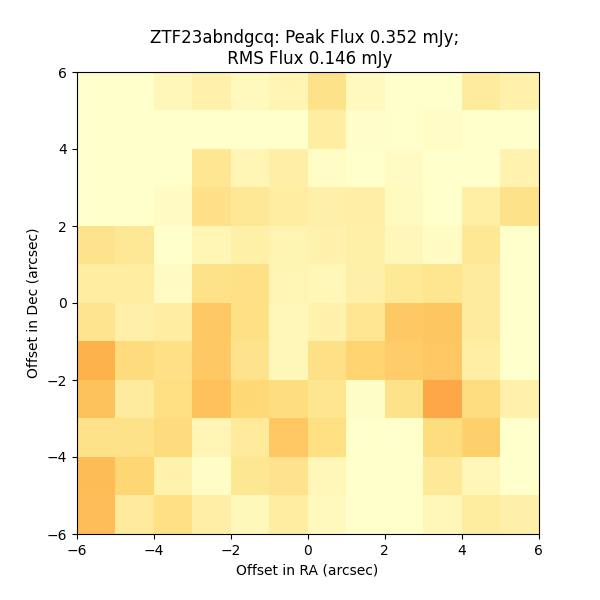 ZTF23abndgcq: Peak Flux 0.352 mJy;
RMS Flux 0.146 mJy
6
4
2
0
−2
−4
−6
Offset in Dec (arcsec)
−6 −4 −2 0 2 4 6
Offset in RA (arcsec)